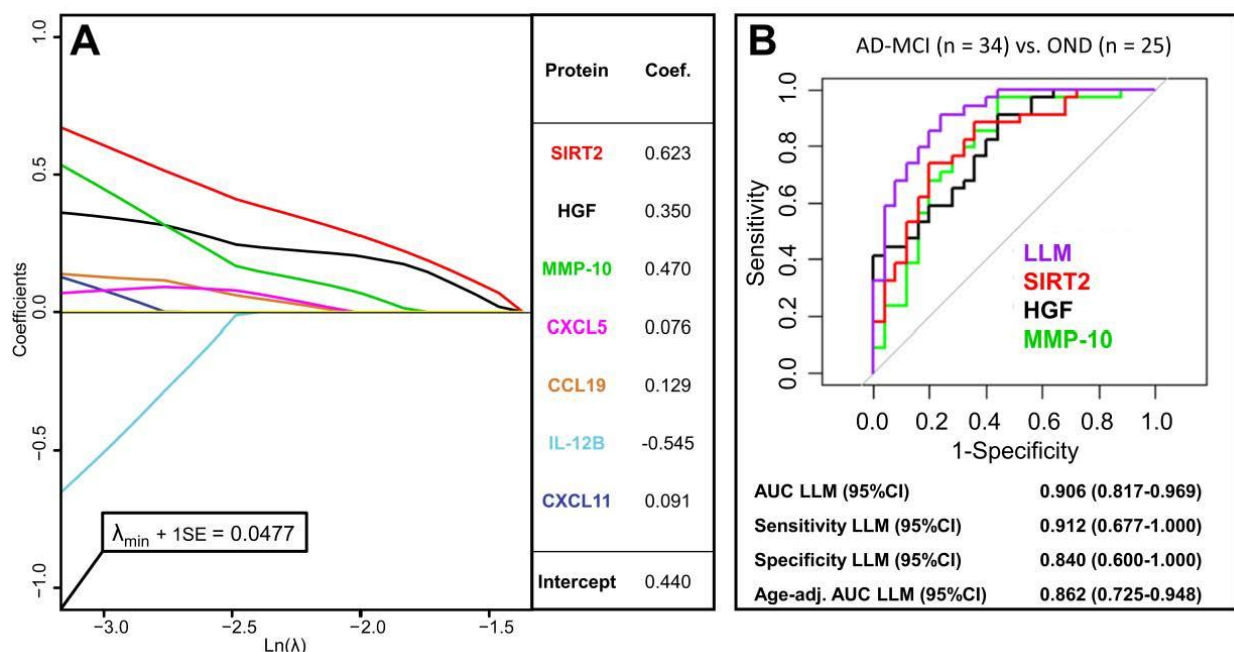 A
1.0
0.5
0.0
−0.5
−1.0
Coefficients
λmin + 1SE = 0.0477
−3.0 −2.5 −2.0 −1.5
Ln(λ)
Protein Coef.
SIRT2 0.623
HGF 0.350
MMP-10 0.470
CXCL5 0.076
CCL19 0.129
IL-12B -0.545
CXCL11 0.091
Intercept 0.440
B
AD-MCI (n = 34) vs. OND (n = 25)
1.0
0.8
0.6
0.4
0.2
0.0
Sensitivity
LLM
SIRT2
HGF
MMP-10
0.0 0.2 0.4 0.6 0.8 1.0
1-Specificity
AUC LLM (95%CI) 0.906 (0.817-0.969)
Sensitivity LLM (95%CI) 0.912 (0.677-1.000)
Specificity LLM (95%CI) 0.840 (0.600-1.000)
Age-adj. AUC LLM (95%CI) 0.862 (0.725-0.948)